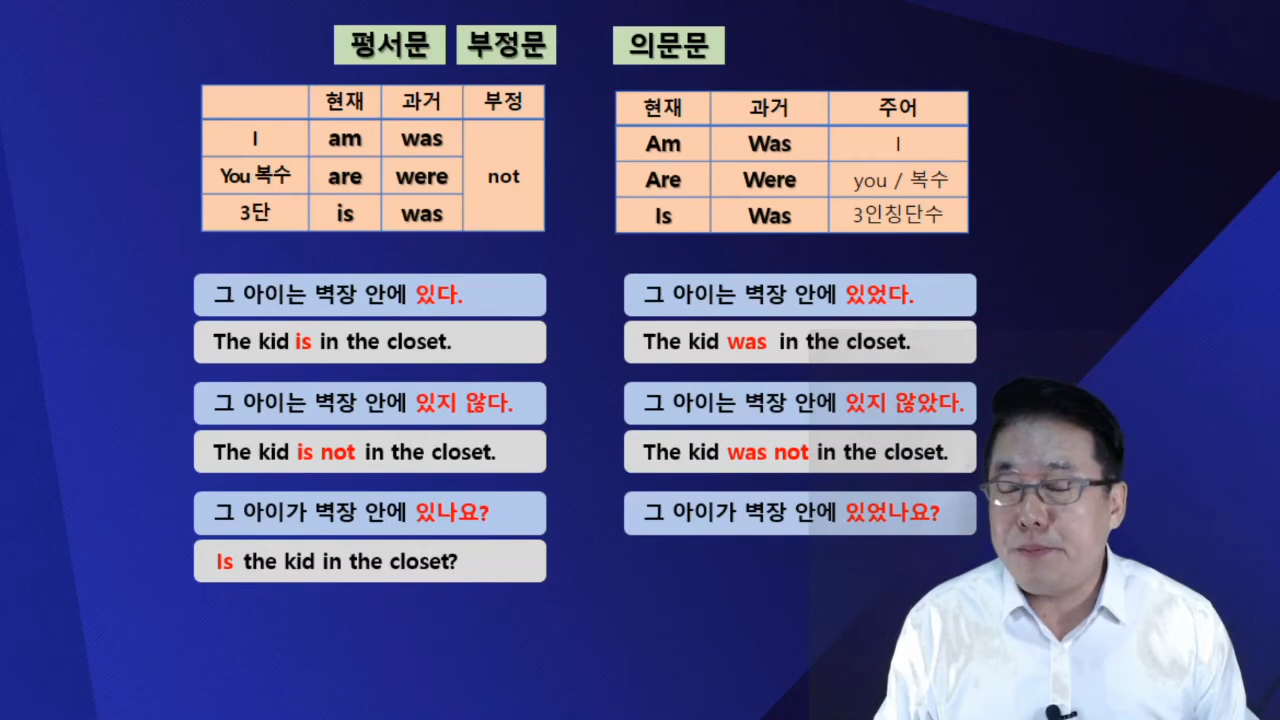 평서문 부정문 의문문
현재 과거 부정
I am was not
You 복수 are were
3단 is was
현재 과거 주어
Am Was I
Are Were you / 복수
Is Was 3인칭단수
그 아이는 벽장 안에 있다.
The kid is in the closet.
그 아이는 벽장 안에 있지 않다.
The kid is not in the closet.
그 아이가 벽장 안에 있나요?
Is the kid in the closet?
그 아이는 벽장 안에 있었다.
The kid was in the closet.
그 아이는 벽장 안에 있지 않았다.
The kid was not in the closet.
그 아이가 벽장 안에 있었나요?